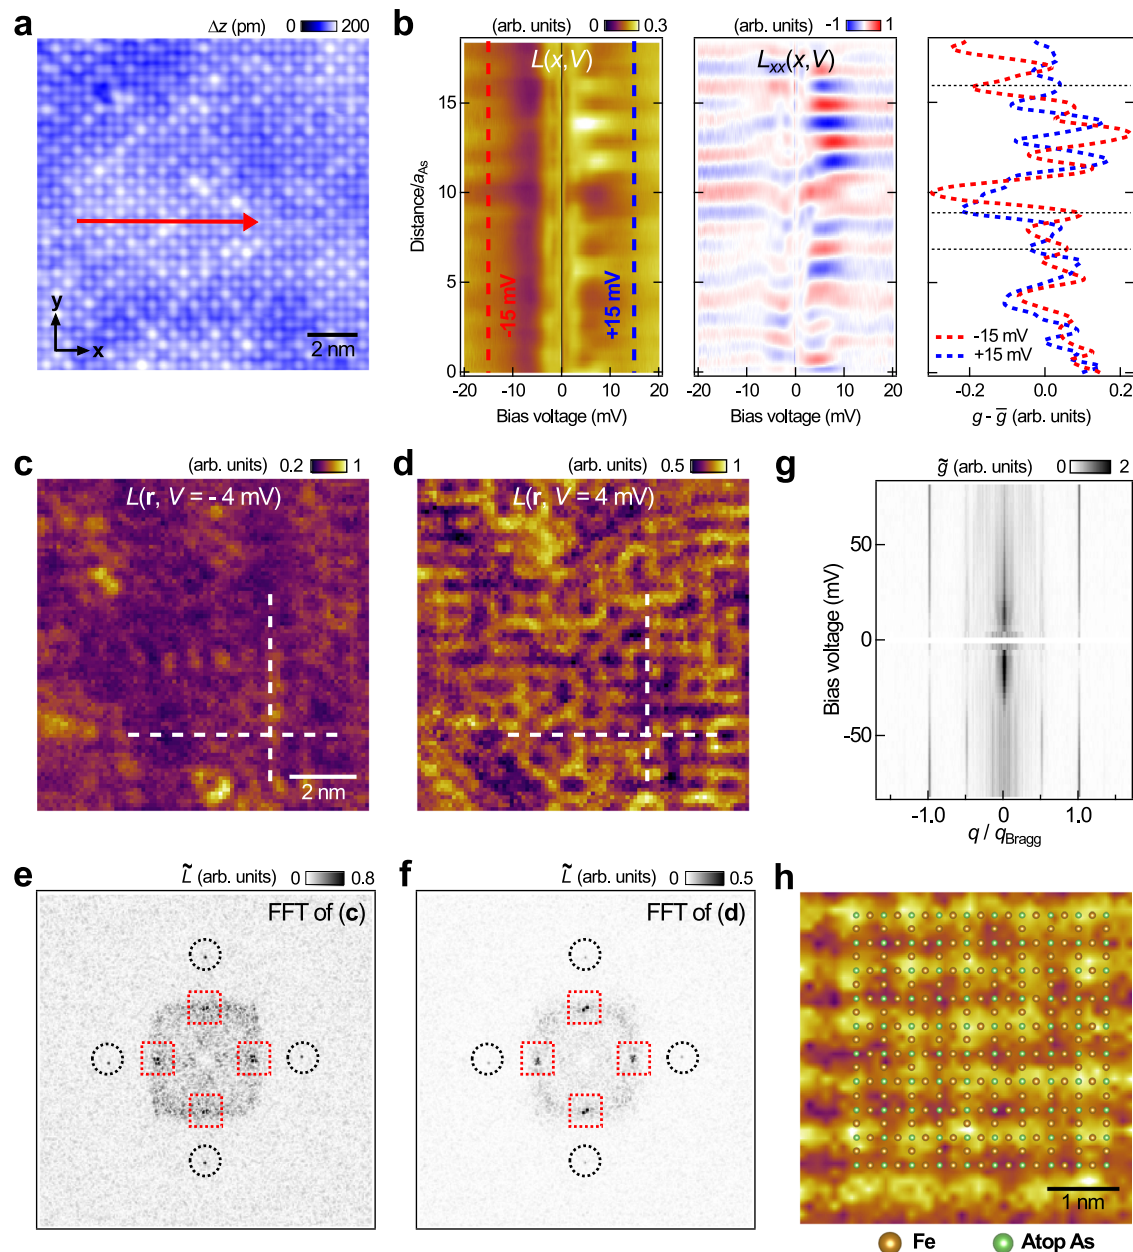 a
Δz (pm) 0 200
y
x
2 nm
b
(arb. units) 0 0.3
L(x,V)
-15 mV
+15 mV
Distance/aAs
15
10
5
0
-20 -10 0 10 20
Bias voltage (mV)
(arb. units) -1 1
Lxx(x,V)
-20 -10 0 10 20
Bias voltage (mV)
-15 mV
+15 mV
-0.2 0.0 0.2
g - g̅ (arb. units)
c
(arb. units) 0.2 1
L(r, V = - 4 mV)
2 nm
d
(arb. units) 0.5 1
L(r, V = 4 mV)
g
g̃ (arb. units) 0 2
Bias voltage (mV)
50
0
-50
-1.0 0 1.0
q / qBragg
e
L̃ (arb. units) 0 0.8
FFT of (c)
f
L̃ (arb. units) 0 0.5
FFT of (d)
h
1 nm
Fe Atop As